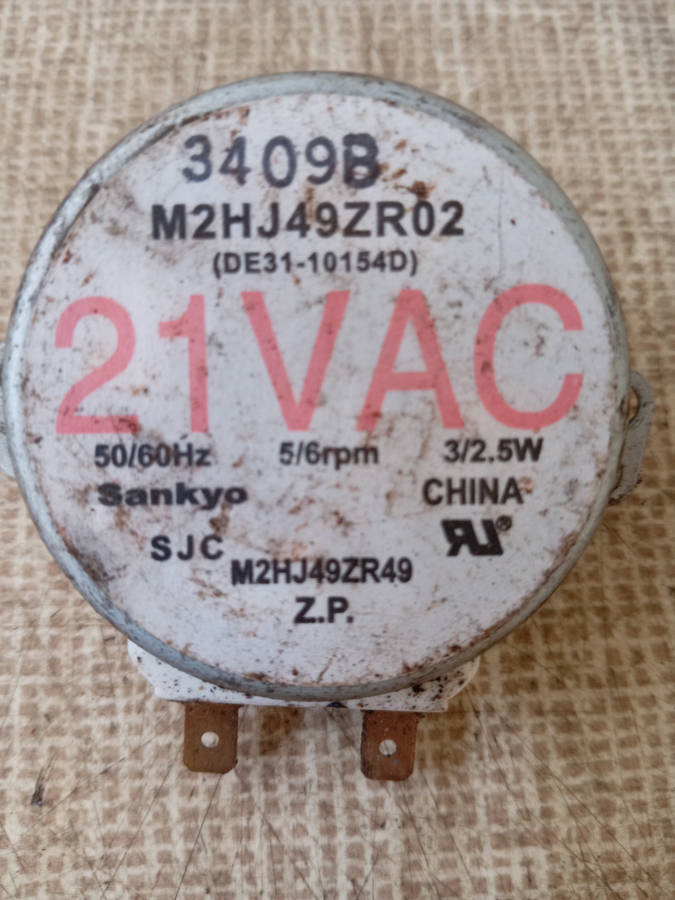 3409B
M2HJ49ZR02
(DE31-10154D)
21VAC
50/60Hz 5/6rpm 3/2.5W
Sankyo CHINA
SJC
M2HJ49ZR49
Z.P.